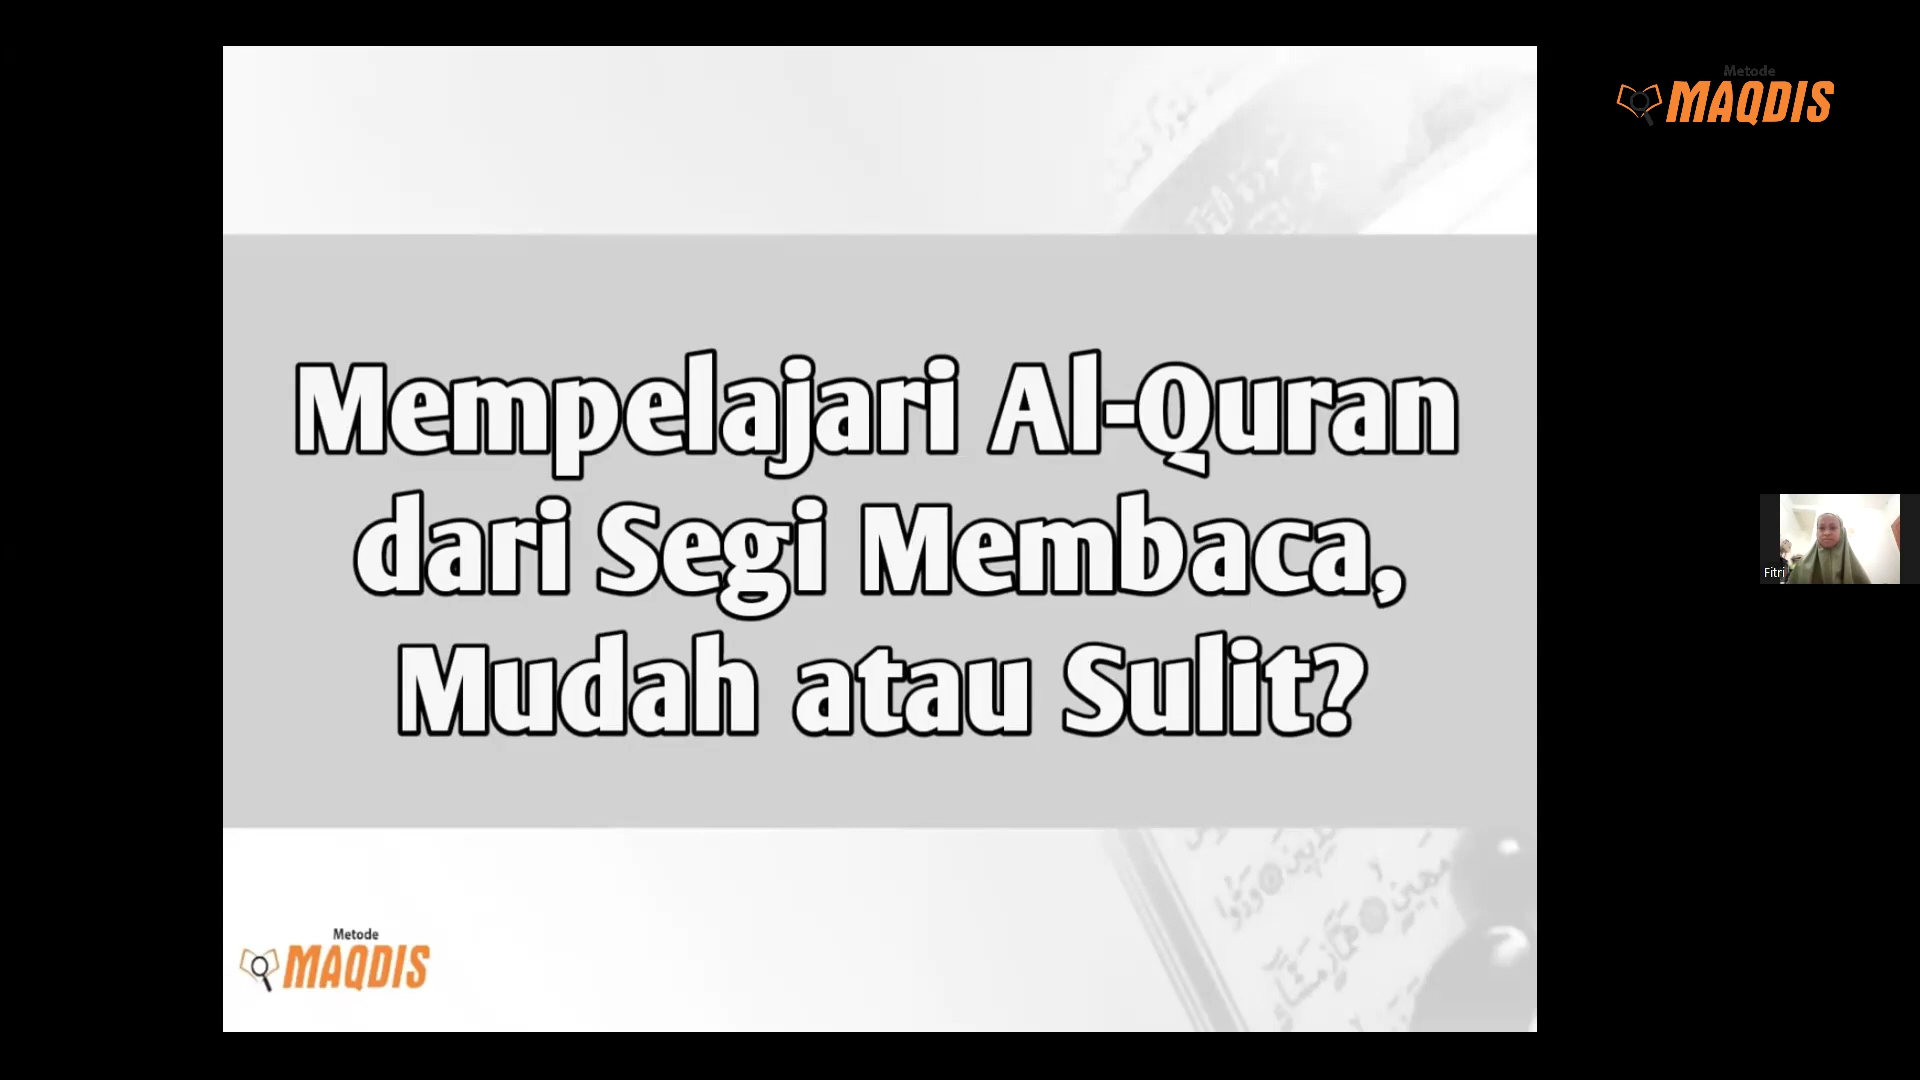 Metode
MAQDIS
Mempelajari Al-Quran
dari Segi Membaca,
Mudah atau Sulit?
Fitri
Metode
MAQDIS